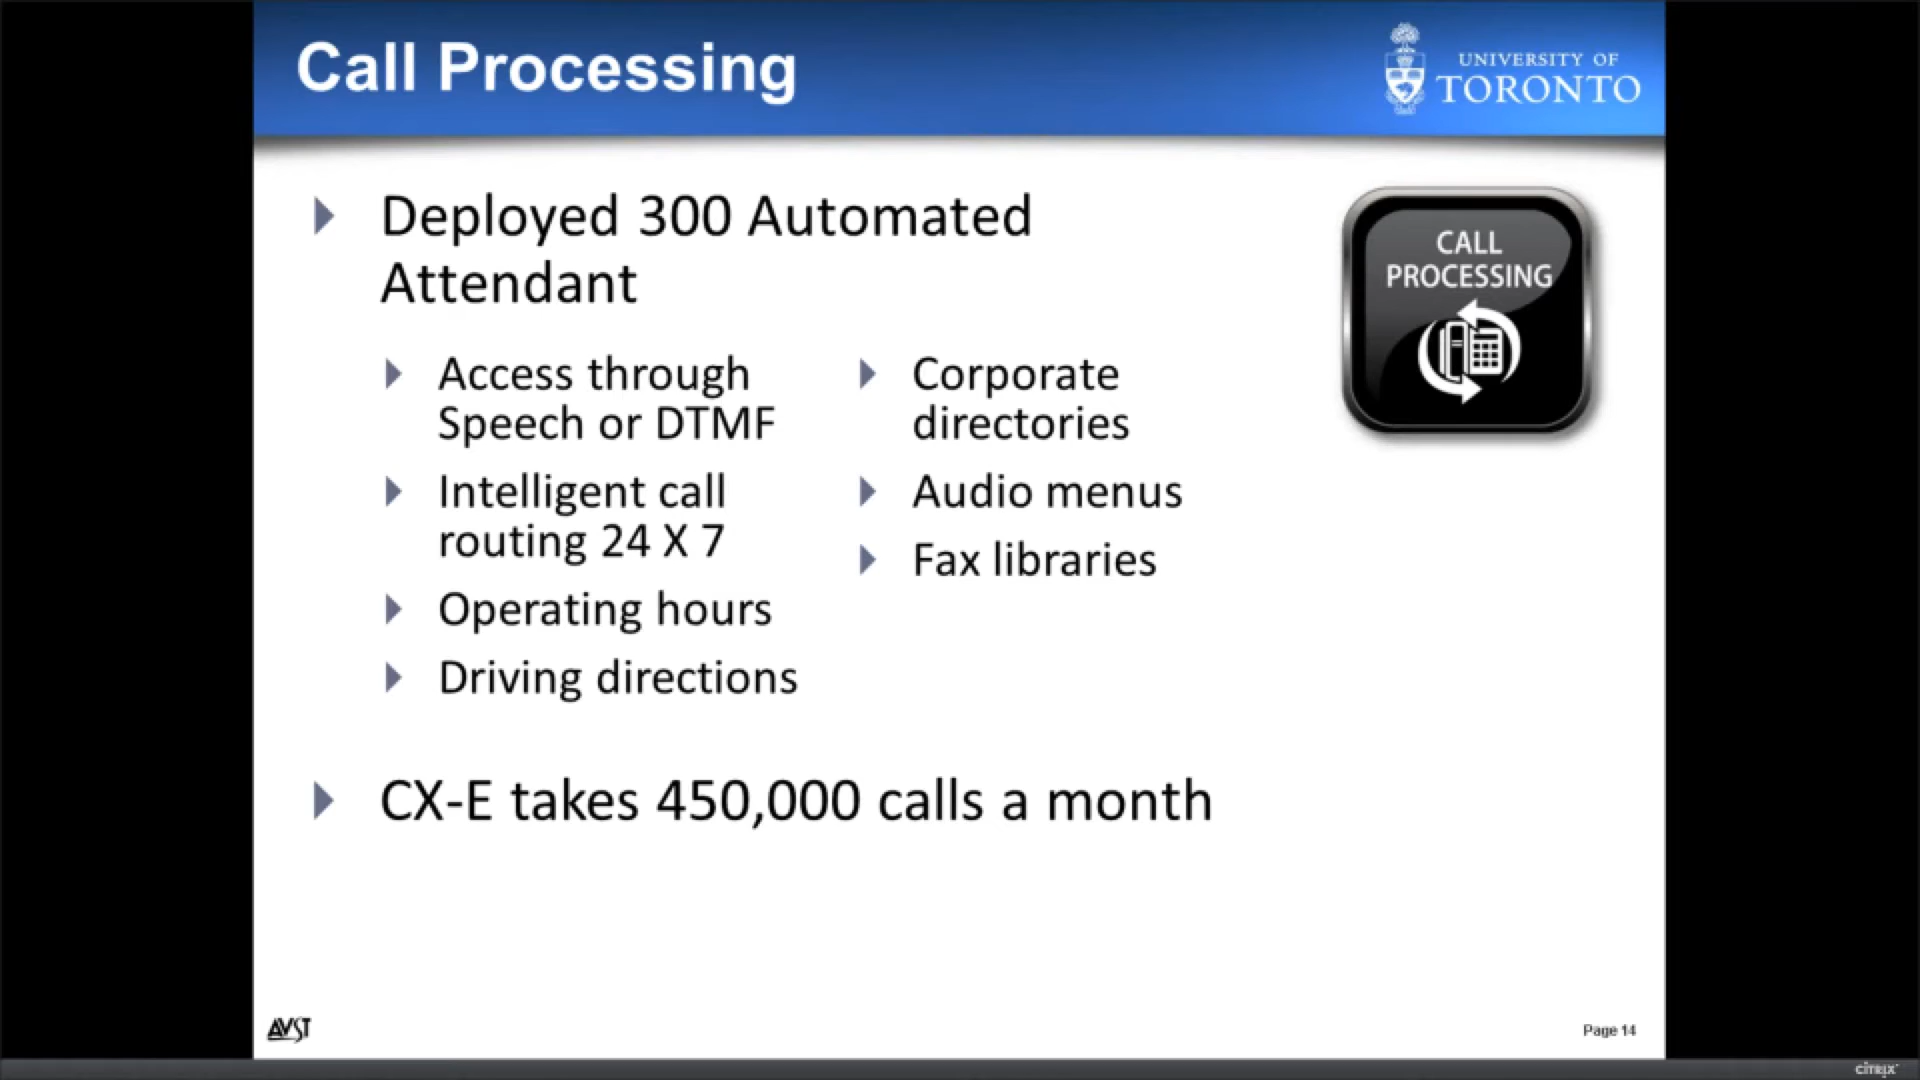 Call Processing
UNIVERSITY OF
TORONTO
Deployed 300 Automated
Attendant
CALL
PROCESSING
Access through
Speech or DTMF
Intelligent call
routing 24 X 7
Operating hours
Driving directions
Corporate
directories
Audio menus
Fax libraries
CX-E takes 450,000 calls a month
AVST
Page 14
CITRIX